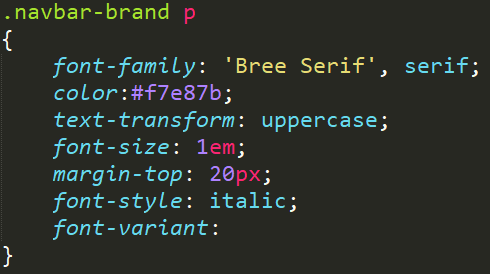 .navbar-brand p
{
    font-family: 'Bree Serif', serif;
    color:#f7e87b;
    text-transform: uppercase;
    font-size: 1em;
    margin-top: 20px;
    font-style: italic;
    font-variant:
}